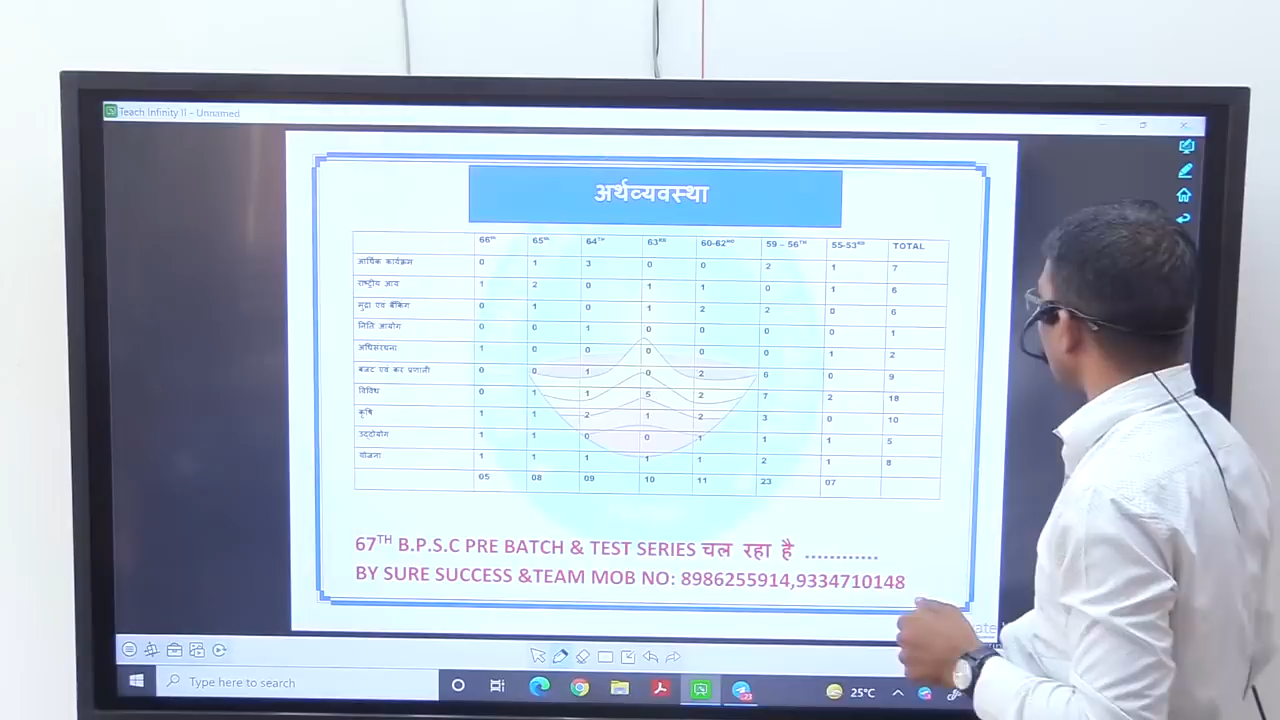 Teach Infinity II - Unnamed
अर्थव्यवस्था
66TH 65TH 64TH 63RD 60-62ND 59 – 56TH 55-53RD TOTAL
आर्थिक कार्यक्रम 0 1 3 0 0 2 1 7
राष्ट्रीय आय 1 2 0 1 1 0 1 6
मुद्रा एवं बैंकिंग 0 1 0 1 2 2 0 6
निति आयोग 0 0 1 0 0 0 0 1
अधिसंरचना 1 0 0 0 0 0 1 2
बजट एवं कर प्रणाली 0 0 1 0 2 6 0 9
विविध 0 1 1 5 2 7 2 18
कृषि 1 1 2 1 2 3 0 10
उद्टोयोग 1 1 0 0 1 1 1 5
योजना 1 1 1 1 1 2 1 8
05 08 09 10 11 23 07
67TH B.P.S.C PRE BATCH & TEST SERIES चल रहा है ............
BY SURE SUCCESS &TEAM MOB NO: 8986255914,9334710148
Type here to search
25°C